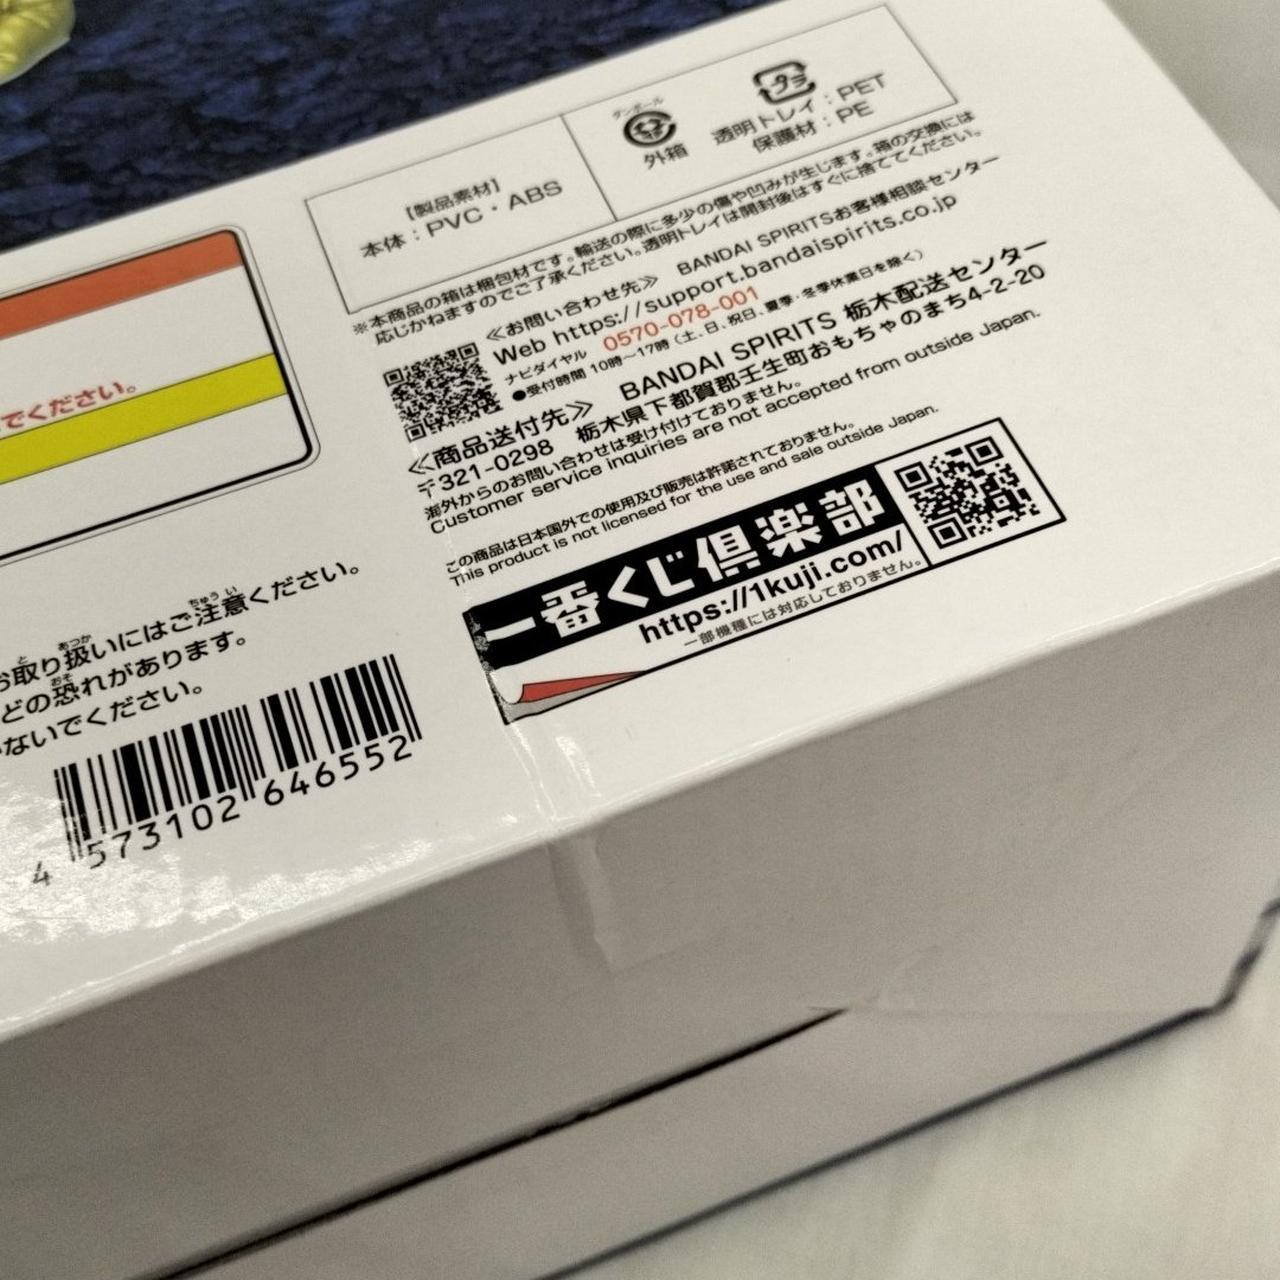 【製品素材】
本体：PVC・ABS
ダンボール
外箱
プラ
透明トレイ：PET
保護材：PE
※本商品の箱は梱包材です。輸送の際に多少の傷や凹みが生じます。箱の交換には
応じかねますのでご了承ください。透明トレイは開封後はすぐに捨ててください。
≪お問い合わせ先≫ BANDAI SPIRITSお客様相談センター
Web https://support.bandaispirits.co.jp
ナビダイヤル 0570-078-001
●受付時間 10時～17時（土、日、祝日、夏季・冬季休業日を除く）
≪商品送付先≫ BANDAI SPIRITS 栃木配送センター
〒321-0298 栃木県下都賀郡壬生町おもちゃのまち4-2-20
海外からのお問い合わせは受け付けておりません。
Customer service inquiries are not accepted from outside Japan.
この商品は日本国外での使用及び販売は許諾されておりません。
This product is not licensed for the use and sale outside Japan.
一番くじ倶楽部
https://1kuji.com/
一部機種には対応しておりません。
でください。
お取り扱いにはご注意ください。
どの恐れがあります。
ないでください。
4 573102 646552